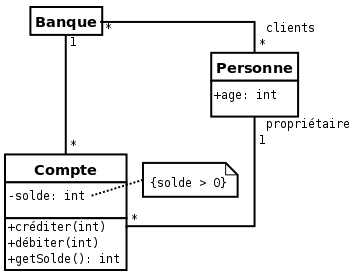 Banque
*
clients
1
*
Personne
+age: int
propriétaire
1
*
Compte
-solde: int
{solde > 0}
*
+créditer(int)
+débiter(int)
+getSolde(): int